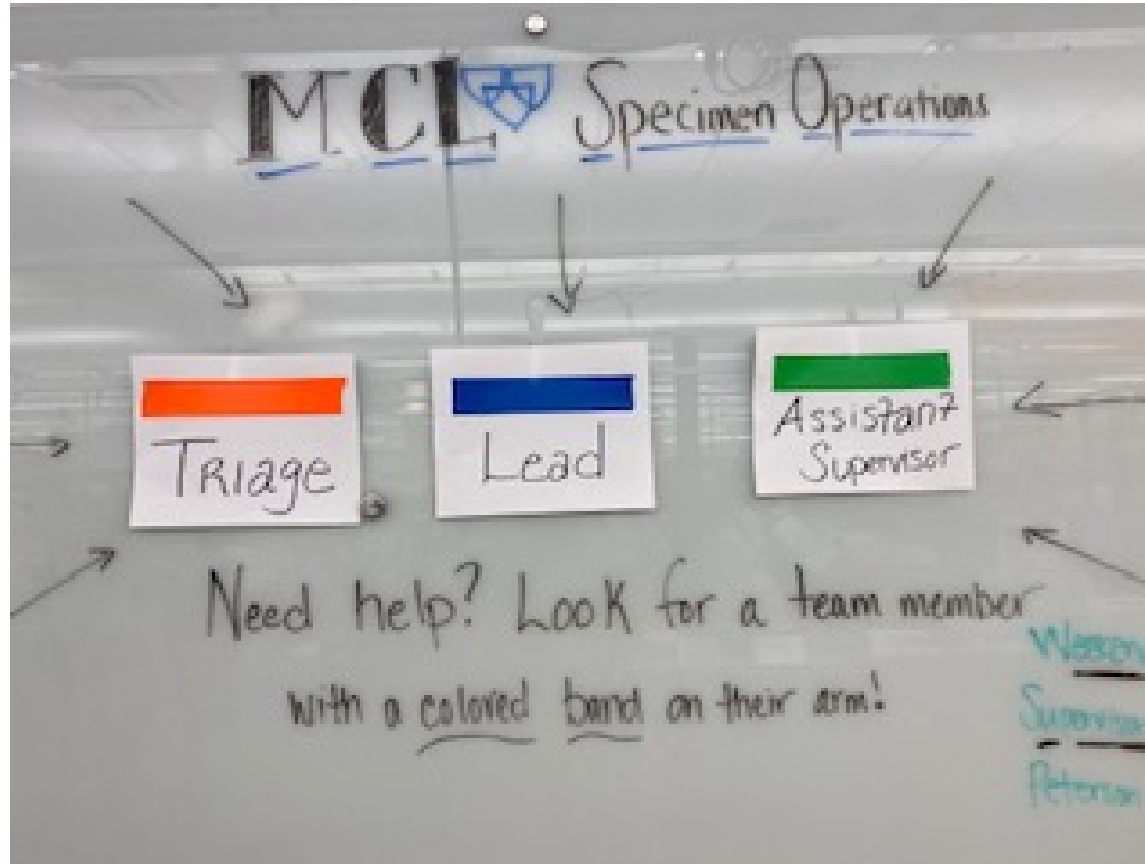 MCL Specimen Operations
Triage
Lead
Assistant
Supervisor
Need help? Look for a team member
with a colored band on their arm!
Peterson